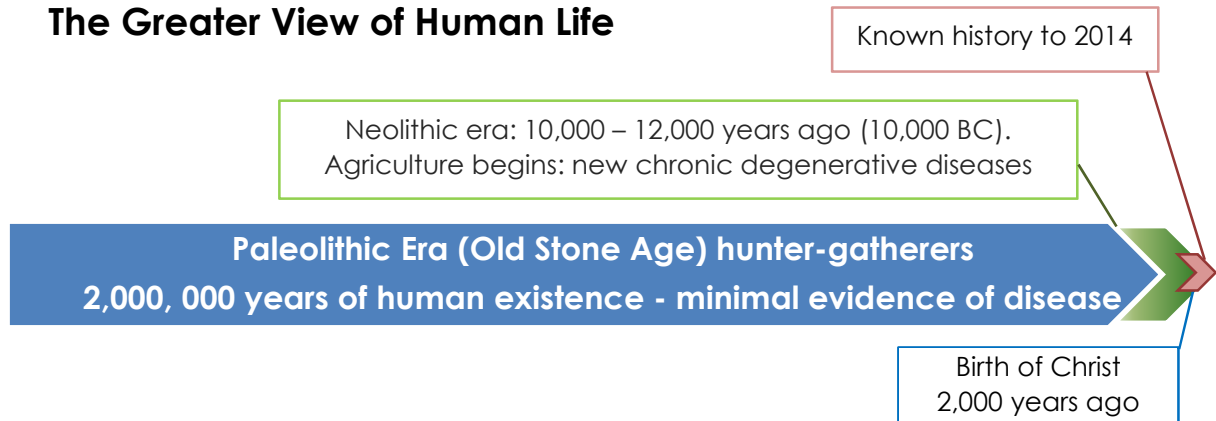 The Greater View of Human Life
Known history to 2014
Neolithic era: 10,000 – 12,000 years ago (10,000 BC).
Agriculture begins: new chronic degenerative diseases
Paleolithic Era (Old Stone Age) hunter-gatherers
2,000, 000 years of human existence - minimal evidence of disease
Birth of Christ
2,000 years ago